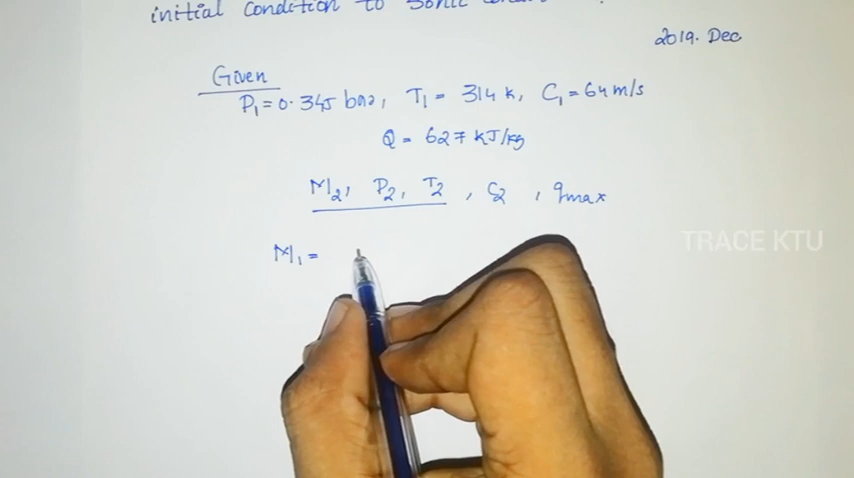 initial condition to sonic
2019. Dec
Given
P₁ = 0.345 bar, T₁ = 314 K, C₁ = 64 m/s
Q = 627 kJ/kg
M₂, P₂, T₂, C₂, qmax
M₁ =
TRACE KTU